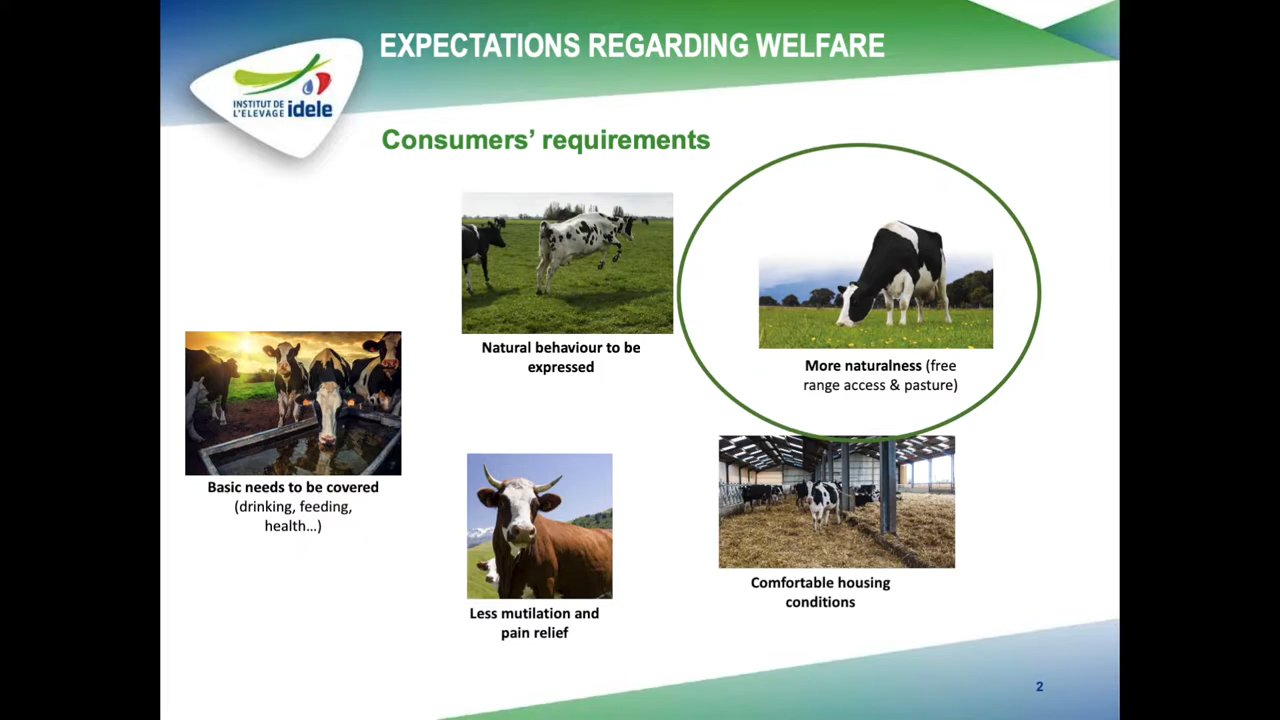 EXPECTATIONS REGARDING WELFARE
INSTITUT DE
L'ELEVAGE idele
Consumers’ requirements
Natural behaviour to be
expressed
More naturalness (free
range access & pasture)
Basic needs to be covered
(drinking, feeding,
health…)
Less mutilation and
pain relief
Comfortable housing
conditions
2